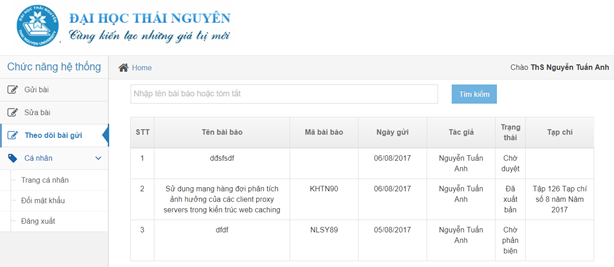 ĐẠI HỌC THÁI NGUYÊN
Cùng kiến tạo những giá trị mới
Chức năng hệ thống
Home
Chào ThS Nguyễn Tuấn Anh
Gửi bài
Sửa bài
Theo dõi bài gửi
Cá nhân
Trang cá nhân
Đổi mật khẩu
Đăng xuất
Nhập tên bài báo hoặc tóm tắt
Tìm kiếm
STT Tên bài báo Mã bài báo Ngày gửi Tác giả Trạng thái Tạp chí
1 dđsfsdf 06/08/2017 Nguyễn Tuấn Anh Chờ duyệt
2 Sử dụng mạng hàng đợi phân tích ảnh hưởng của các client proxy servers trong kiến trúc web caching KHTN90 06/08/2017 Nguyễn Tuấn Anh Đã xuất bản Tập 126 Tạp chí số 8 năm Năm 2017
3 dfdf NLSY89 05/08/2017 Nguyễn Tuấn Anh Chờ phản biện